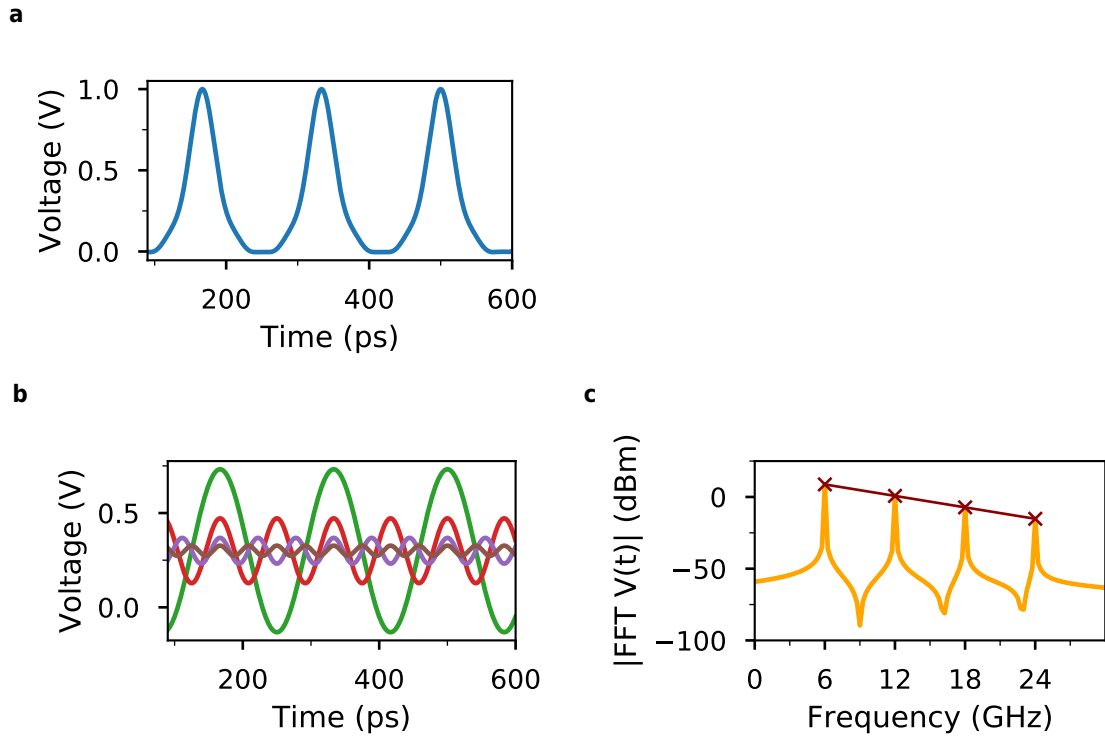 a
1.0
0.5
0.0
Voltage (V)
200 400 600
Time (ps)
b
0.5
0.0
Voltage (V)
200 400 600
Time (ps)
c
0
−50
−100
|FFT V(t)| (dBm)
0 6 12 18 24
Frequency (GHz)